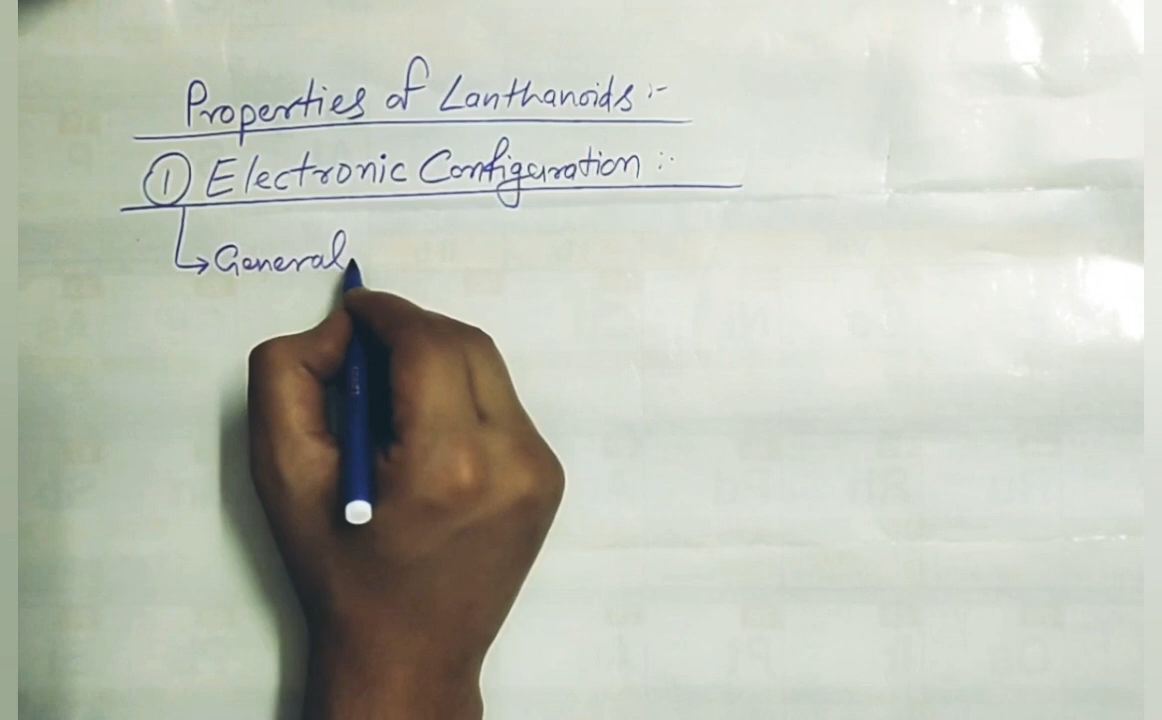 Properties of Lanthanoids :-
① Electronic Configuration :-
↳ General